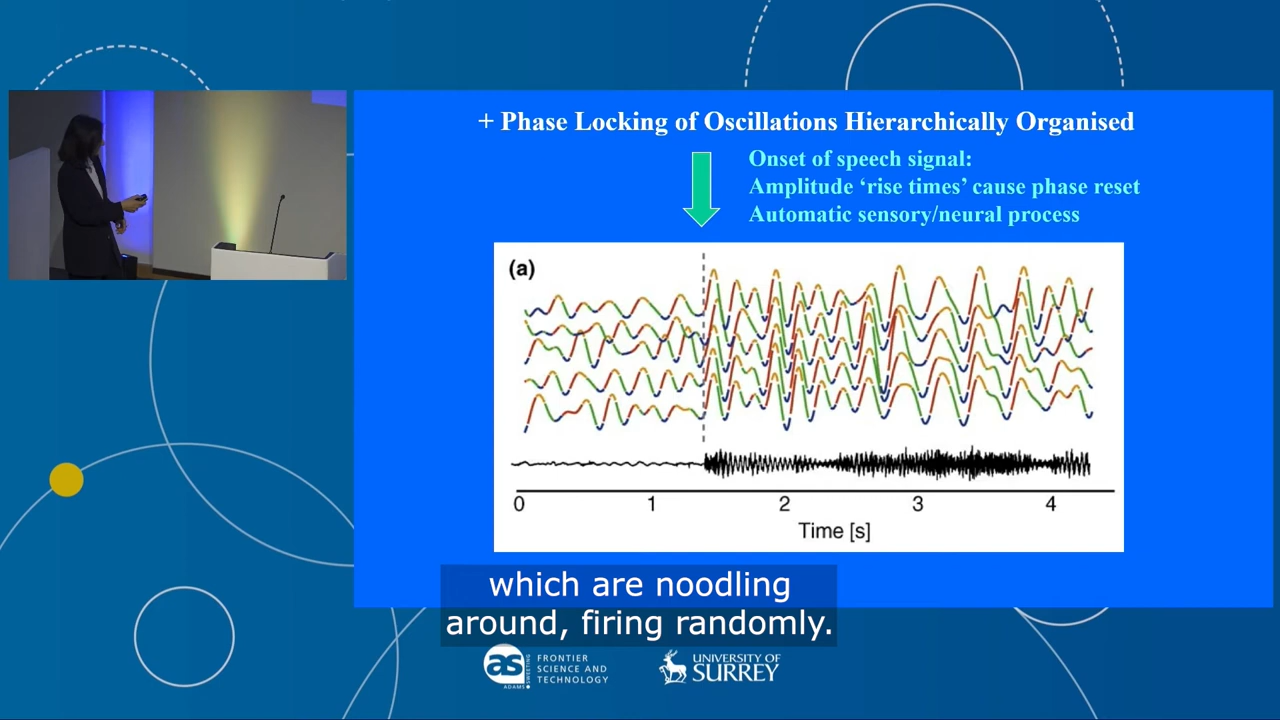 + Phase Locking of Oscillations Hierarchically Organised
Onset of speech signal:
Amplitude ‘rise times’ cause phase reset
Automatic sensory/neural process
(a)
0 1 2 3 4
Time [s]
which are noodling
around, firing randomly.
as
ADAMS
SWEETING
FRONTIER
SCIENCE AND
TECHNOLOGY
UNIVERSITY OF
SURREY